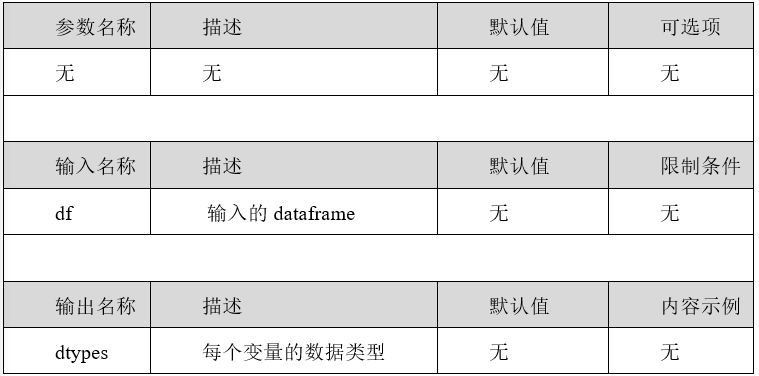 参数名称 描述 默认值 可选项
无 无 无 无
输入名称 描述 默认值 限制条件
df 输入的 dataframe 无 无
输出名称 描述 默认值 内容示例
dtypes 每个变量的数据类型 无 无